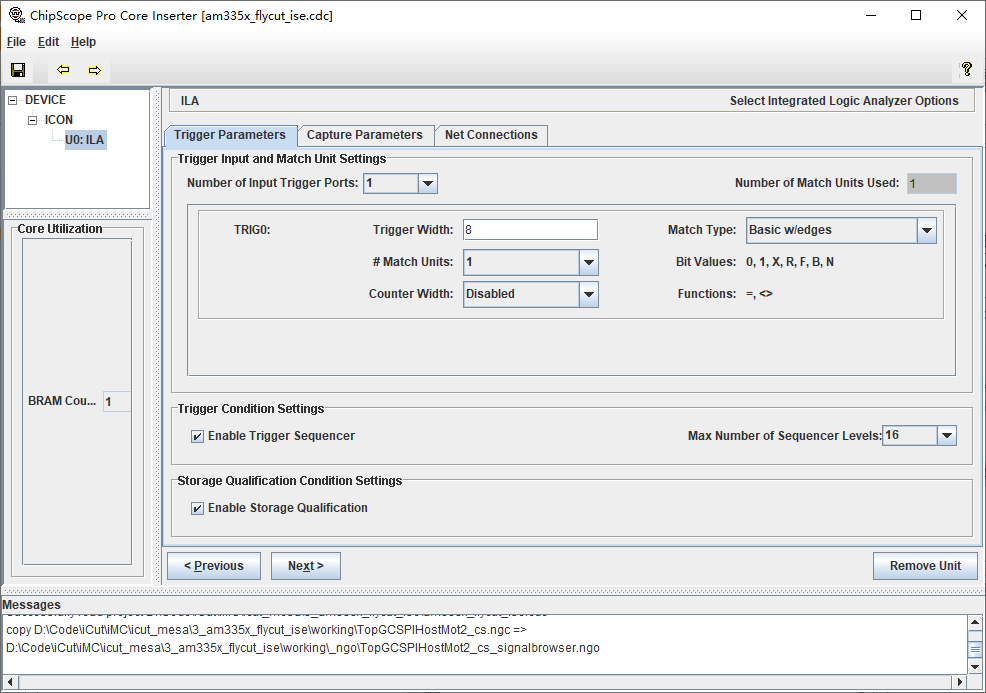 ChipScope Pro Core Inserter [am335x_flycut_ise.cdc]
File Edit Help
DEVICE
ICON
U0: ILA
ILA
Select Integrated Logic Analyzer Options
Trigger Parameters Capture Parameters Net Connections
Trigger Input and Match Unit Settings
Number of Input Trigger Ports: 1 Number of Match Units Used: 1
TRIG0: Trigger Width: 8 Match Type: Basic w/edges
# Match Units: 1 Bit Values: 0, 1, X, R, F, B, N
Counter Width: Disabled Functions: =, <>
Core Utilization
BRAM Cou... 1
Trigger Condition Settings
Enable Trigger Sequencer Max Number of Sequencer Levels: 16
Storage Qualification Condition Settings
Enable Storage Qualification
< Previous Next > Remove Unit
Messages
copy D:\Code\iCut\iMC\icut_mesa\3_am335x_flycut_ise\working\TopGCSPIHostMot2_cs.ngc =>
D:\Code\iCut\iMC\icut_mesa\3_am335x_flycut_ise\working\_ngo\TopGCSPIHostMot2_cs_signalbrowser.ngo